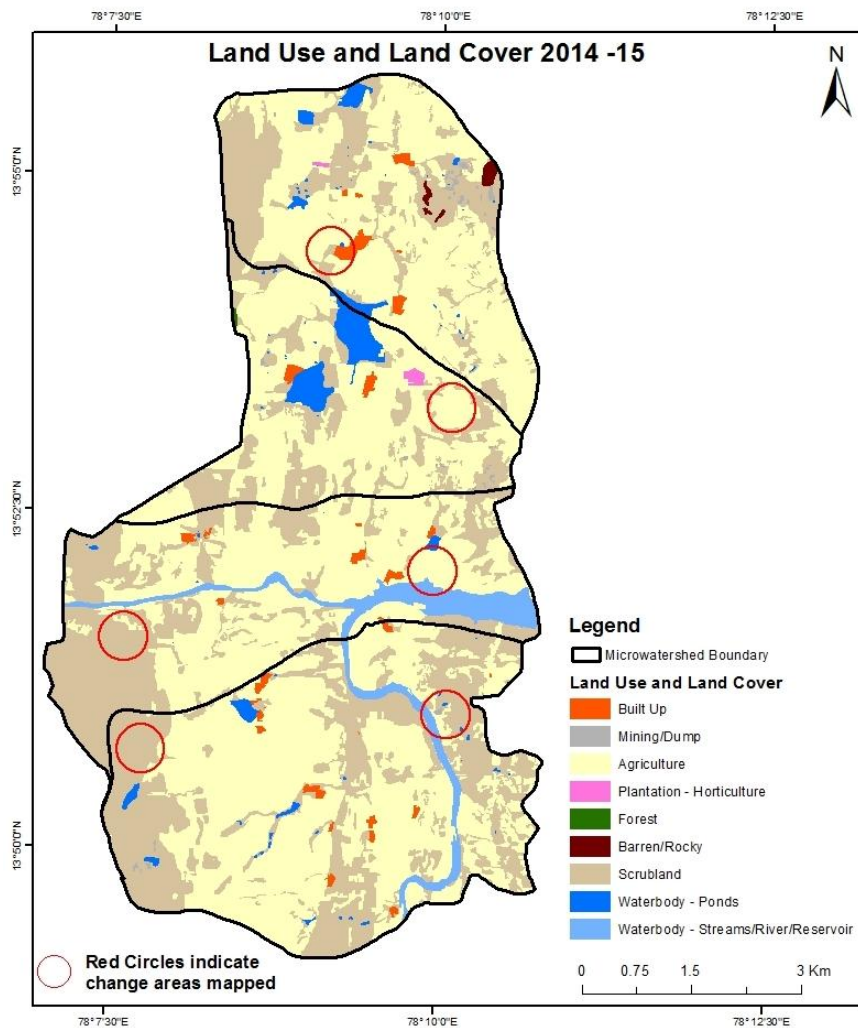 78°7'30"E 78°10'0"E 78°12'30"E
Land Use and Land Cover 2014 -15
N
13°55'0"N
13°52'30"N
13°50'0"N
Legend
Microwatershed Boundary
Land Use and Land Cover
Built Up
Mining/Dump
Agriculture
Plantation - Horticulture
Forest
Barren/Rocky
Scrubland
Waterbody - Ponds
Waterbody - Streams/River/Reservoir
Red Circles indicate
change areas mapped
0 0.75 1.5 3 Km
78°7'30"E 78°10'0"E 78°12'30"E